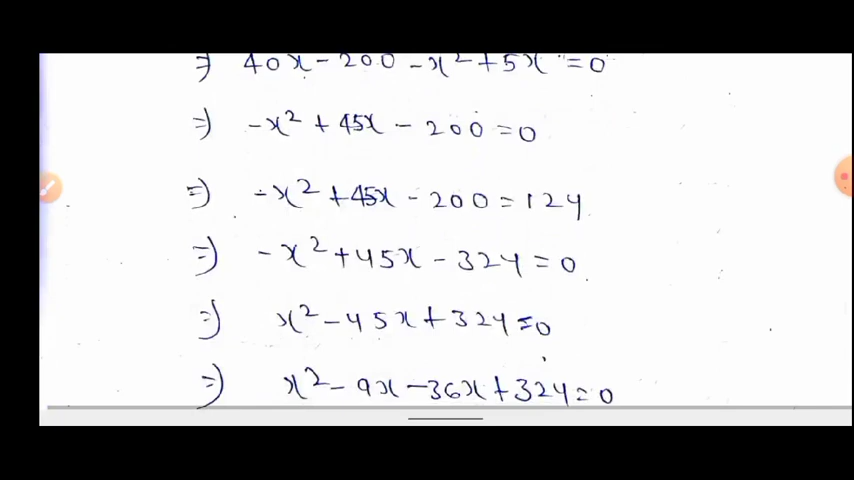 ⇒ 40x - 200 - x² + 5x = 0
⇒ -x² + 45x - 200 = 0
⇒ -x² + 45x - 200 = 124
⇒ -x² + 45x - 324 = 0
⇒ x² - 45x + 324 = 0
⇒ x² - 9x - 36x + 324 = 0